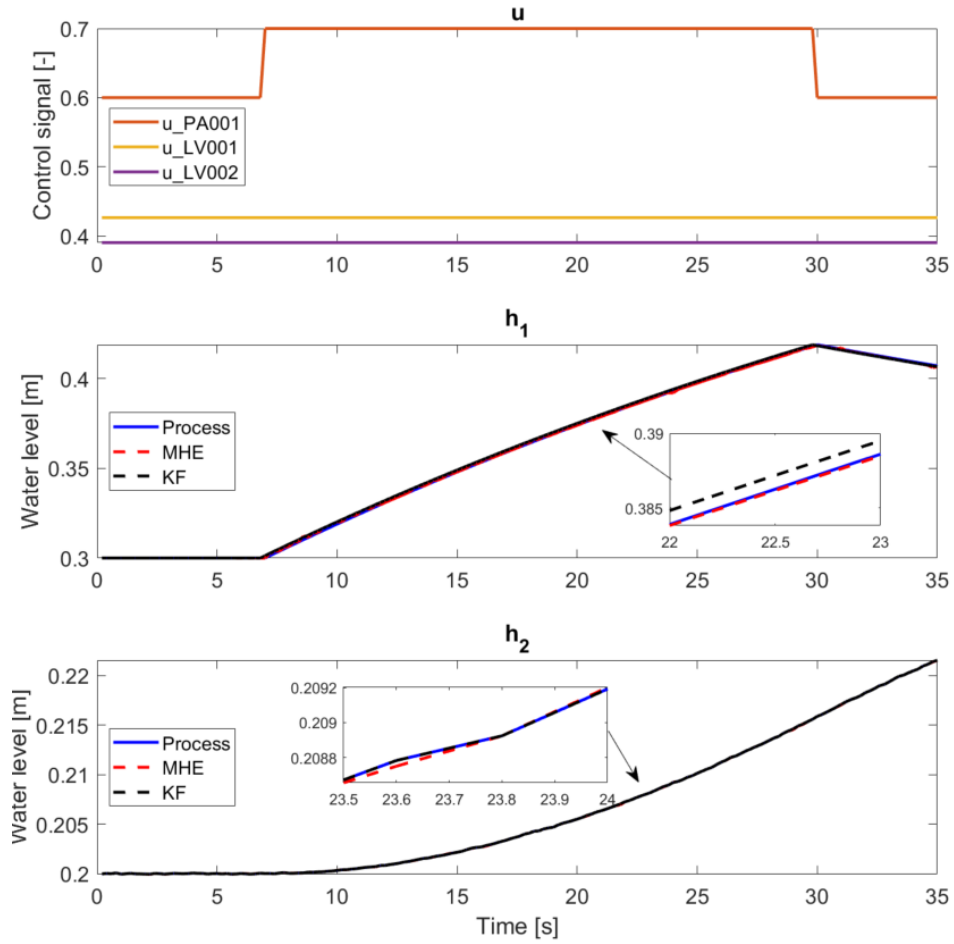 u
Control signal [-]
0.7
0.6
0.5
0.4
u_PA001
u_LV001
u_LV002
0 5 10 15 20 25 30 35
h1
Water level [m]
0.4
0.35
0.3
Process
MHE
KF
0.39
0.385
22 22.5 23
0 5 10 15 20 25 30 35
h2
Water level [m]
0.22
0.215
0.21
0.205
0.2
Process
MHE
KF
0.2092
0.209
0.2088
23.5 23.6 23.7 23.8 23.9 24
0 5 10 15 20 25 30 35
Time [s]